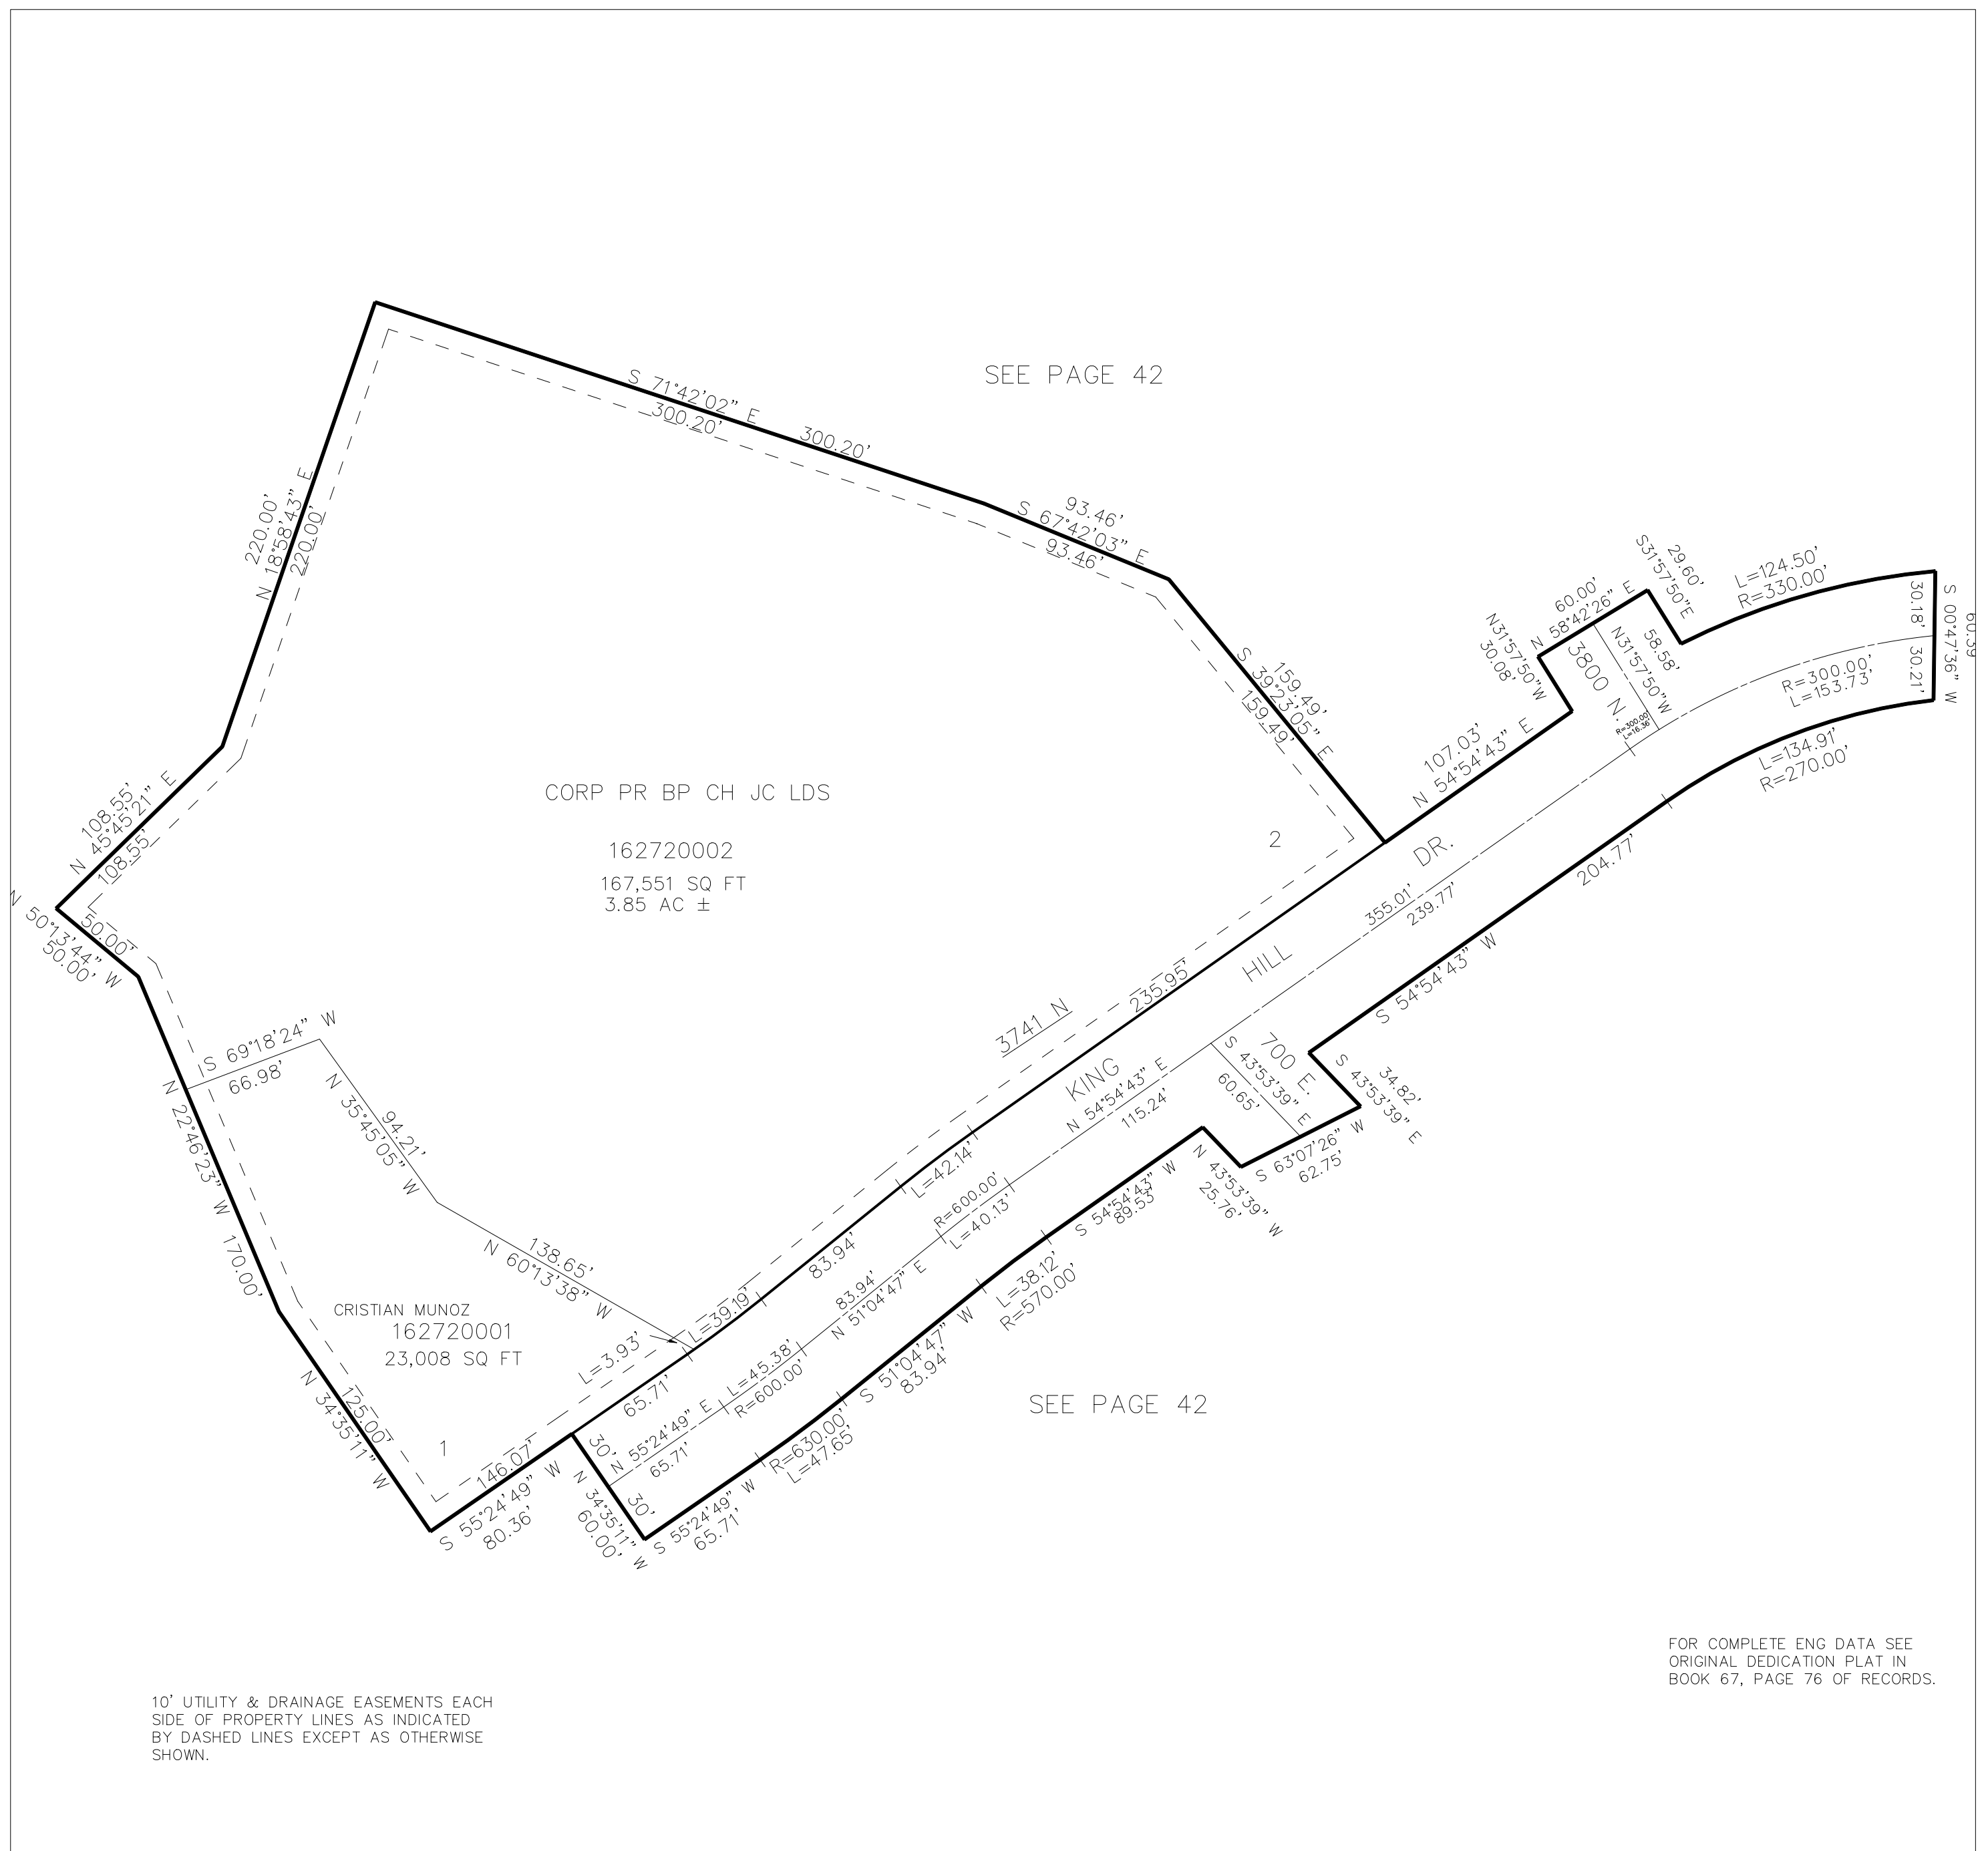 SEE PAGE 42
S 71°42'02" E
300.20'
300.20'
93.46'
S 67°42'03" E
93.46'
220.00'
N 18°58'43" E
220.00'
159.49'
S 39°23'05" E
159.49'
108.55'
N 45°45'21" E
108.55'
N 50°13'44" W
50.00'
50.00'
CORP PR BP CH JC LDS
162720002
167,551 SQ FT
3.85 AC ±
2
L=124.50'
R=330.00'
29.60'
S31°57'50"E
60.00'
N 58°42'26" E
N31°57'50"W
30.08'
58.58'
N31°57'50"W
3800 N.
R=300.00'
L=16.36'
30.18'
S 00°47'36" W
60.39
30.21'
R=300.00'
L=153.73'
L=134.91'
R=270.00'
107.03'
N 54°54'43" E
KING HILL DR.
355.01'
239.77'
204.77'
S 54°54'43" W
3741 N
235.95'
N 54°54'43" E
115.24'
700 E.
S 43°53'39" E
60.65'
34.82'
S 43°53'39" E
S 63°07'26" W
62.75'
N 43°53'39" W
25.76'
S 54°54'43" W
89.53'
S 69°18'24" W
66.98'
94.21'
N 35°45'05" W
N 22°46'23" W
170.00'
138.65'
N 60°13'38" W
L=42.14'
R=600.00'
L=40.13'
83.94'
83.94'
N 51°04'47" E
L=38.12'
R=570.00'
L=39.19'
L=3.93'
CRISTIAN MUNOZ
162720001
23,008 SQ FT
1
65.71'
L=45.38'
R=600.00'
S 51°04'47" W
83.94'
N 34°35'11" W
125.00'
146.07'
S 55°24'49" W
80.36'
30'
N 55°24'49" E
65.71'
30'
N 34°35'11" W
60.00'
R=630.00'
L=47.65'
S 55°24'49" W
65.71'
SEE PAGE 42
FOR COMPLETE ENG DATA SEE
ORIGINAL DEDICATION PLAT IN
BOOK 67, PAGE 76 OF RECORDS.
10' UTILITY & DRAINAGE EASEMENTS EACH
SIDE OF PROPERTY LINES AS INDICATED
BY DASHED LINES EXCEPT AS OTHERWISE
SHOWN.